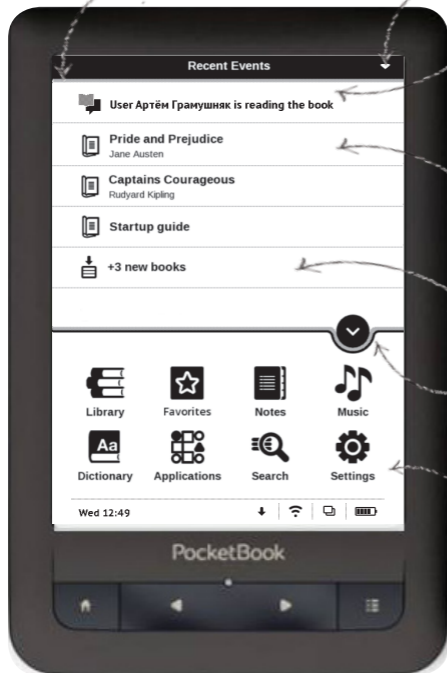 Recent Events
User Артём Грамушняк is reading the book
Pride and Prejudice
Jane Austen
Captains Courageous
Rudyard Kipling
Startup guide
+3 new books
Library Favorites Notes Music
Aa
Dictionary Applications Search Settings
Wed 12:49
PocketBook